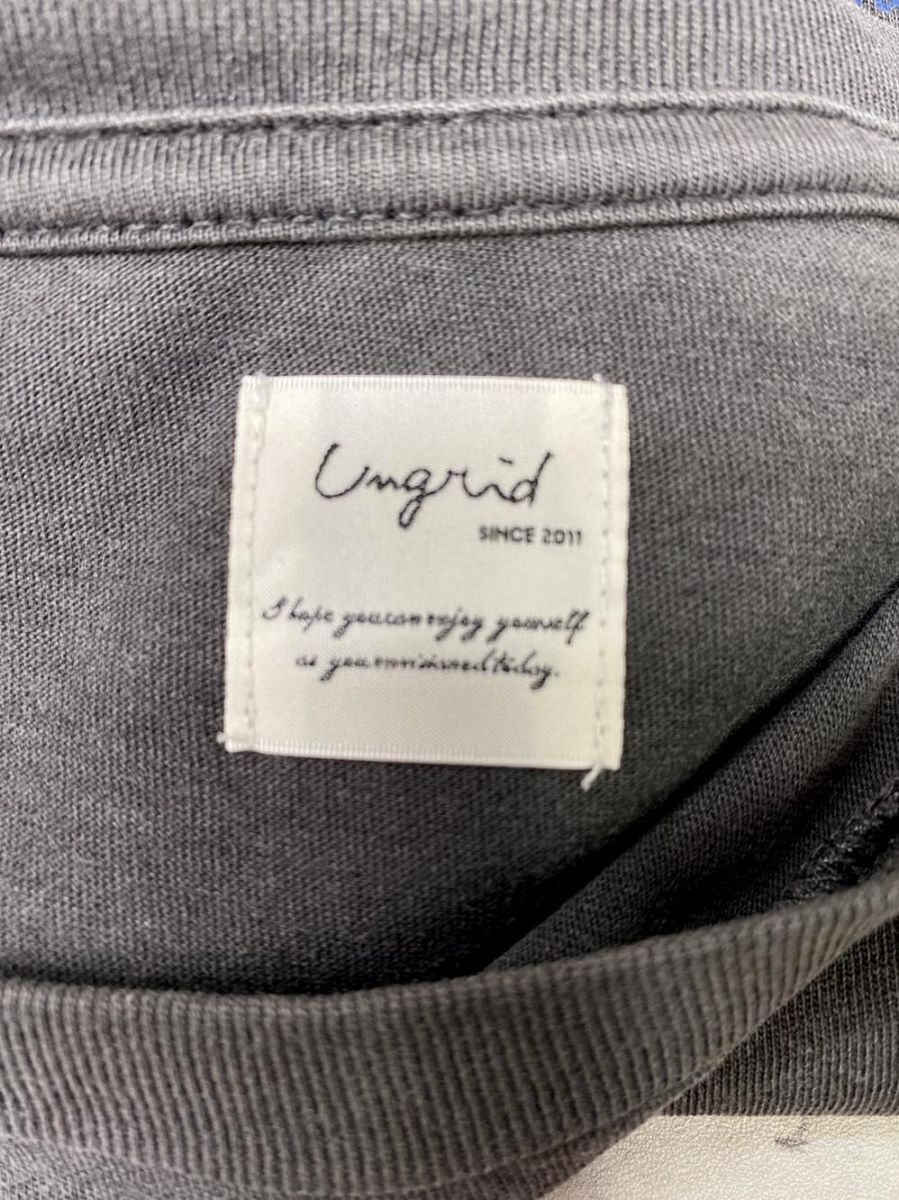 Ungrid
SINCE 2011
I hope you can enjoy yourself
as you envisioned today.